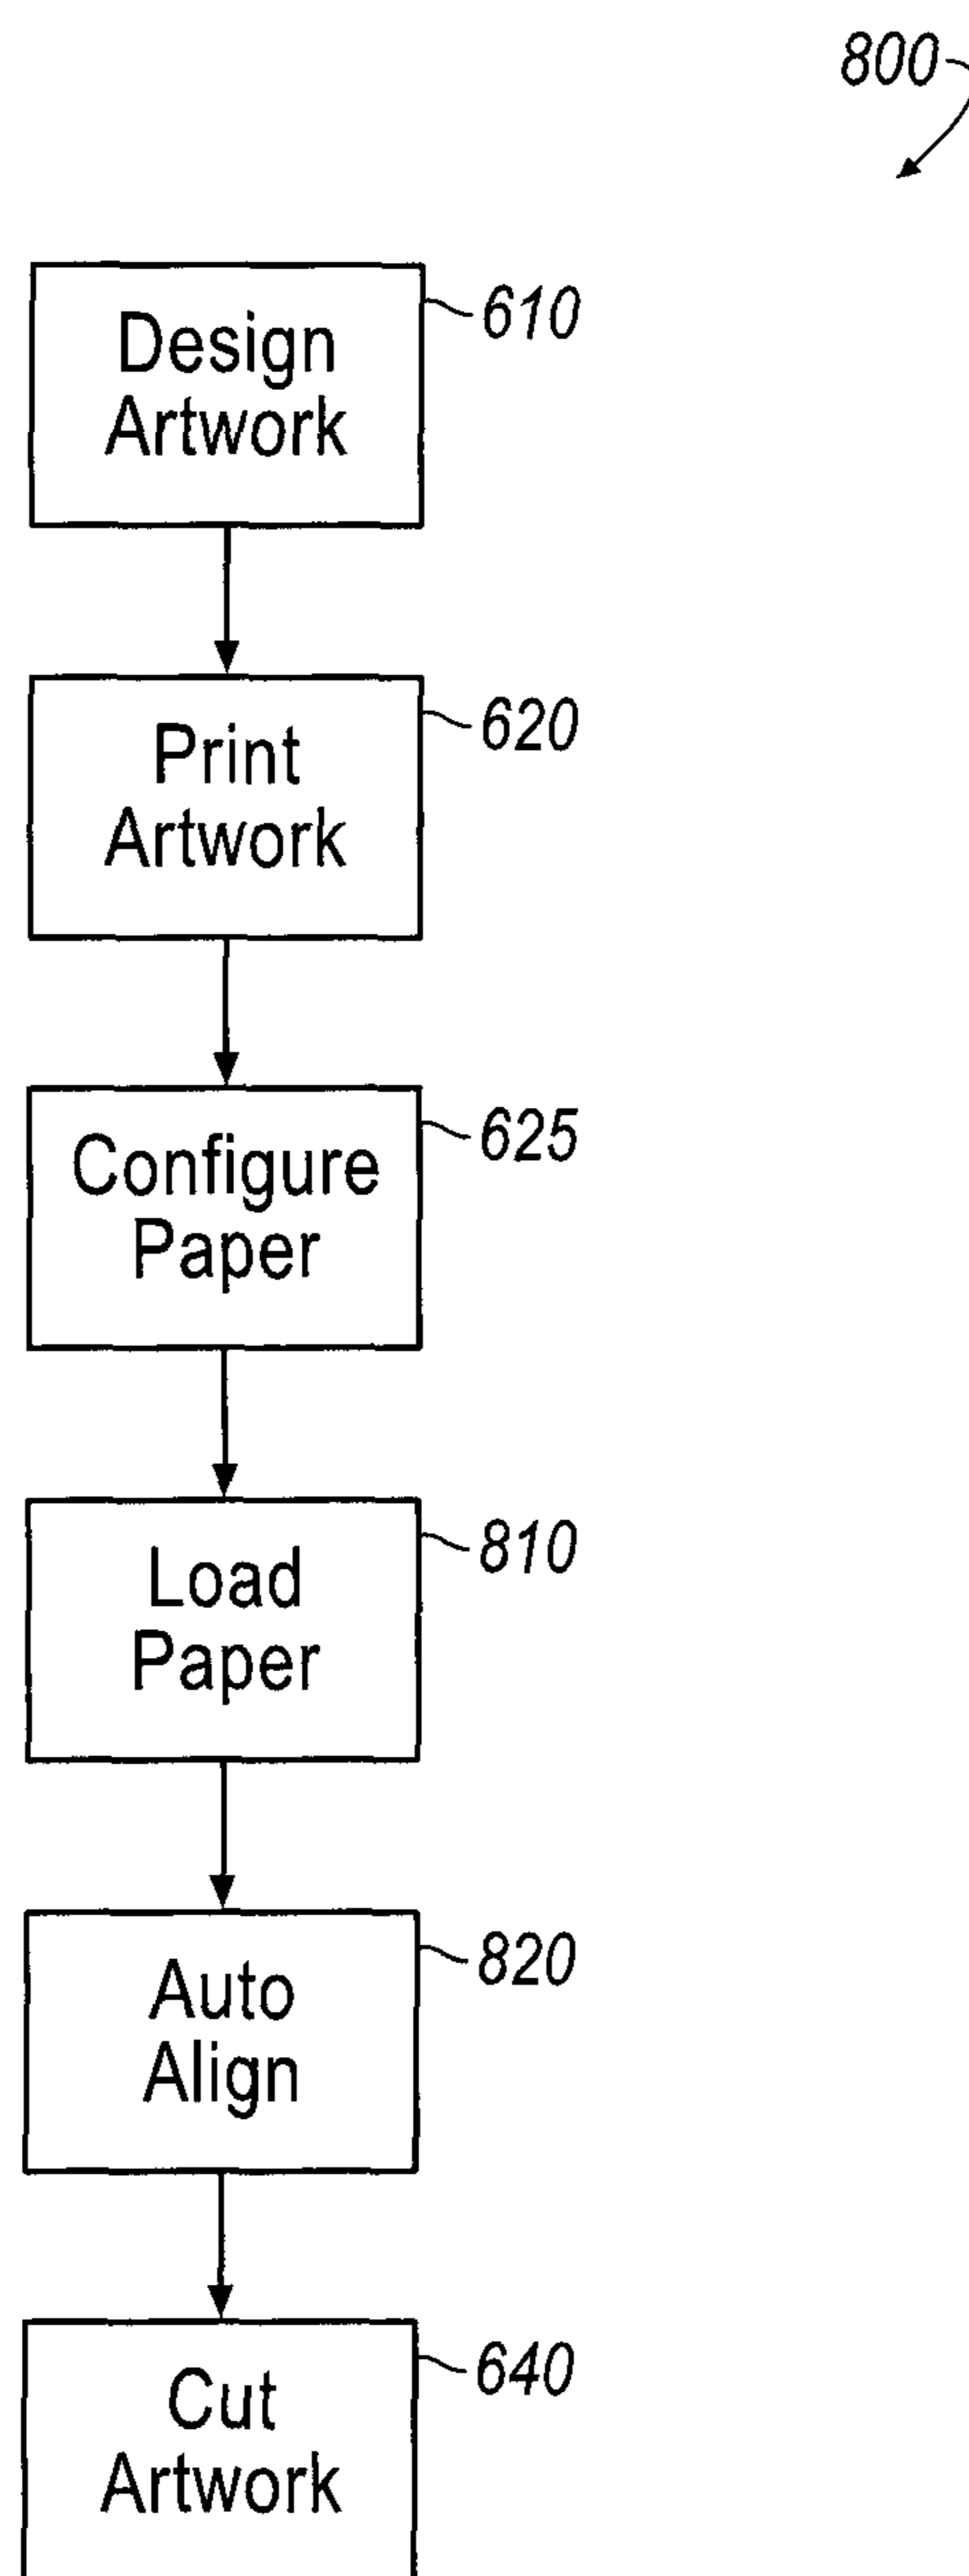 800
Design
Artwork
610
Print
Artwork
620
Configure
Paper
625
Load
Paper
810
Auto
Align
820
Cut
Artwork
640